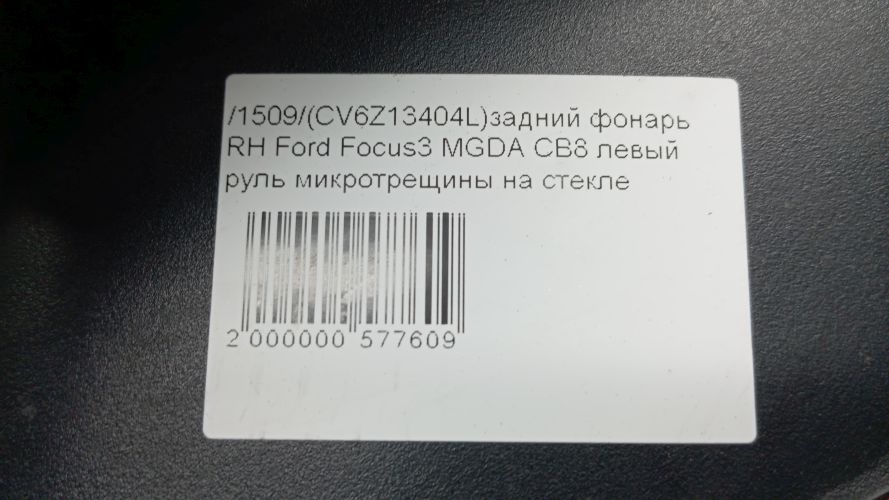 /1509/(CV6Z13404L)задний фонарь
RH Ford Focus3 MGDA CB8 левый
руль микротрещины на стекле
2 000000 577609